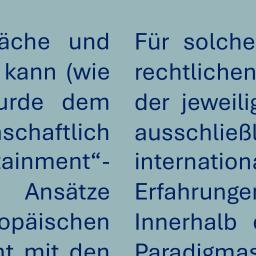 äche und
kann (wie
urde dem
schaftlich
tainment“-
Ansätze
opäischen
mit den
Für solche
rechtlichen
der jeweilig
ausschließl
internationa
Erfahrungen
Innerhalb
Paradigmas